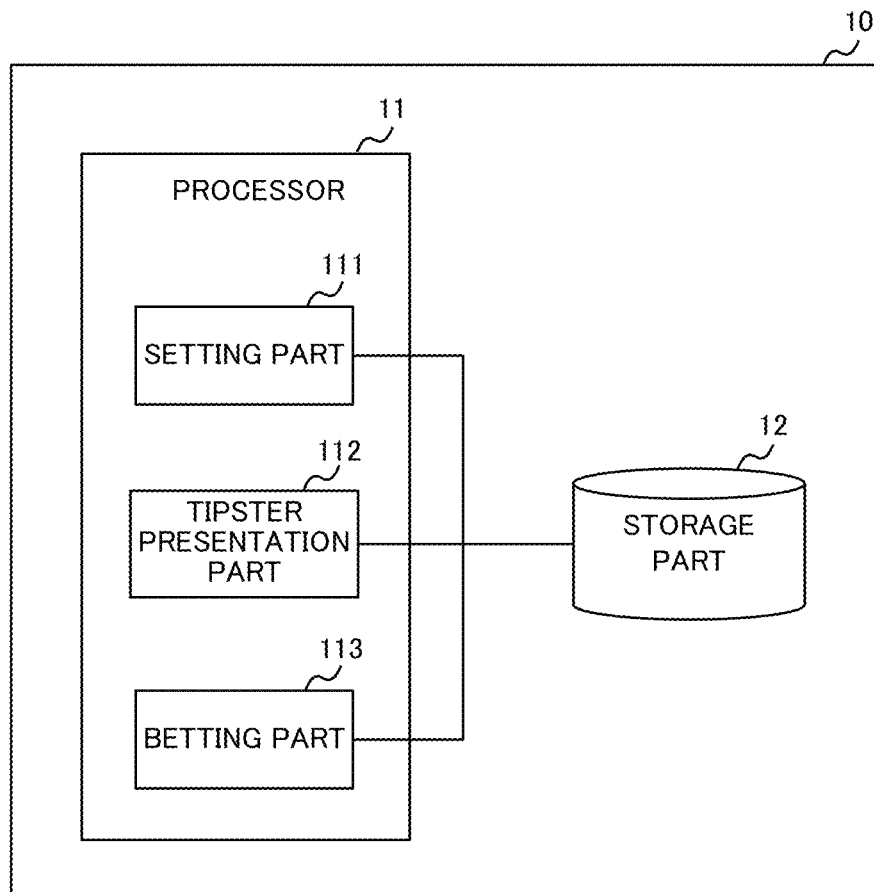 10
11
PROCESSOR
111
SETTING PART
112
TIPSTER
PRESENTATION
PART
12
STORAGE
PART
113
BETTING PART